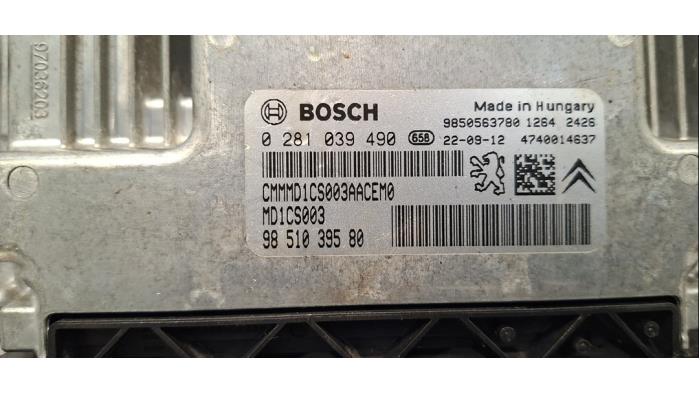 97036203
BOSCH
Made in Hungary
9850563780 1264 2426
0 281 039 490 658 22-09-12 4740014637
CMMMD1CS003AACEM0
MD1CS003
98 510 395 80